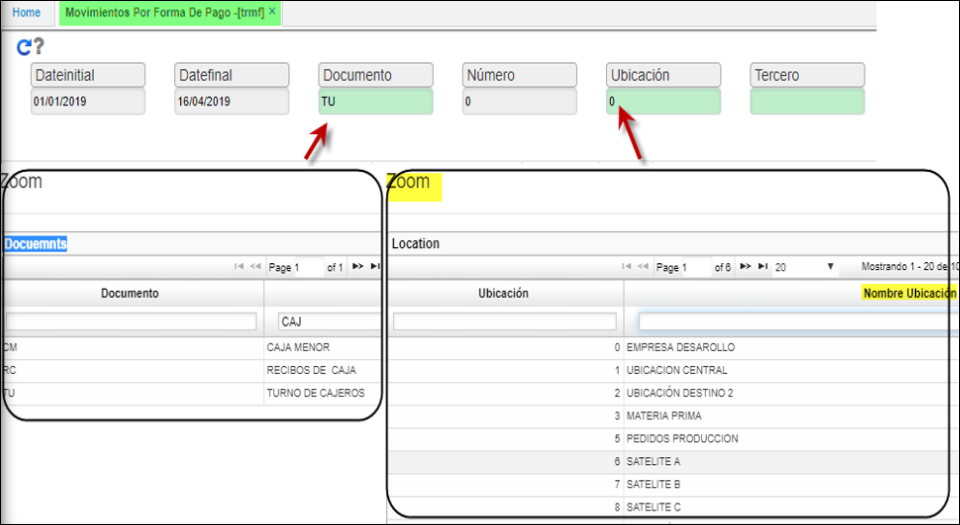 Home Movimientos Por Forma De Pago -[trmf] ×
?
Dateinitial Datefinal Documento Número Ubicación Tercero
01/01/2019 16/04/2019 TU 0 0
Zoom
Docuemnts
Page 1 of 1
Documento
CAJ
CM CAJA MENOR
RC RECIBOS DE CAJA
TU TURNO DE CAJEROS
Zoom
Location
Page 1 of 6 20 Mostrando 1 - 20 de 10
Ubicación Nombre Ubicación
0 EMPRESA DESAROLLO
1 UBICACION CENTRAL
2 UBICACIÓN DESTINO 2
3 MATERIA PRIMA
5 PEDIDOS PRODUCCION
6 SATELITE A
7 SATELITE B
8 SATELITE C